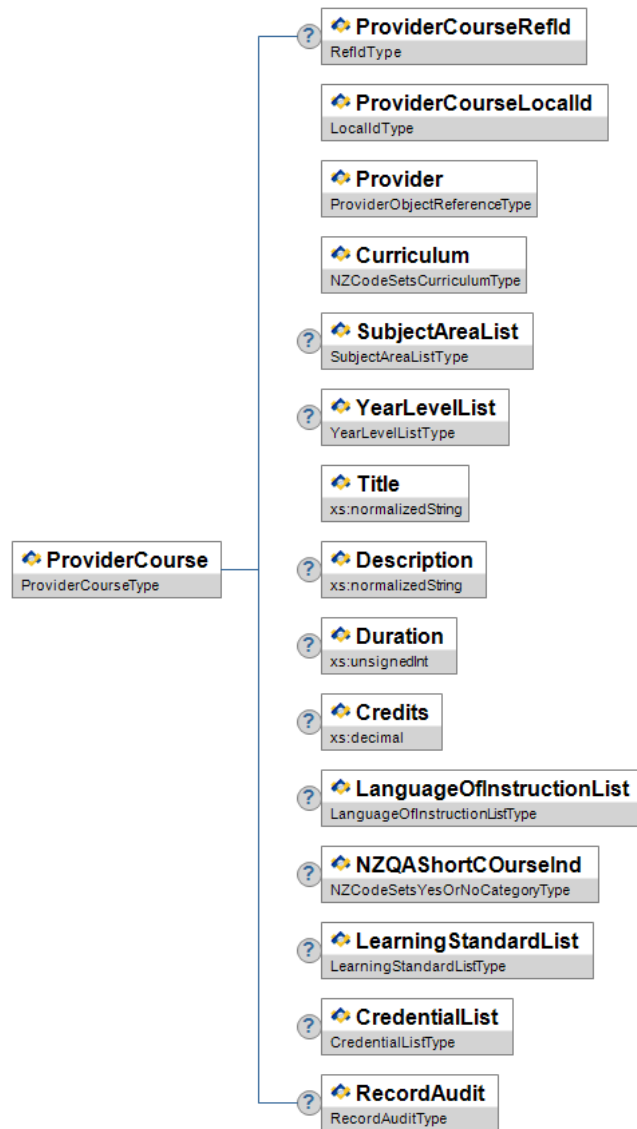 ?
ProviderCourseRefId
RefIdType
ProviderCourseLocalId
LocalIdType
Provider
ProviderObjectReferenceType
Curriculum
NZCodeSetsCurriculumType
?
SubjectAreaList
SubjectAreaListType
?
YearLevelList
YearLevelListType
Title
xs:normalizedString
ProviderCourse
ProviderCourseType
?
Description
xs:normalizedString
?
Duration
xs:unsignedInt
?
Credits
xs:decimal
?
LanguageOfInstructionList
LanguageOfInstructionListType
?
NZQAShortCOurseInd
NZCodeSetsYesOrNoCategoryType
?
LearningStandardList
LearningStandardListType
?
CredentialList
CredentialListType
?
RecordAudit
RecordAuditType